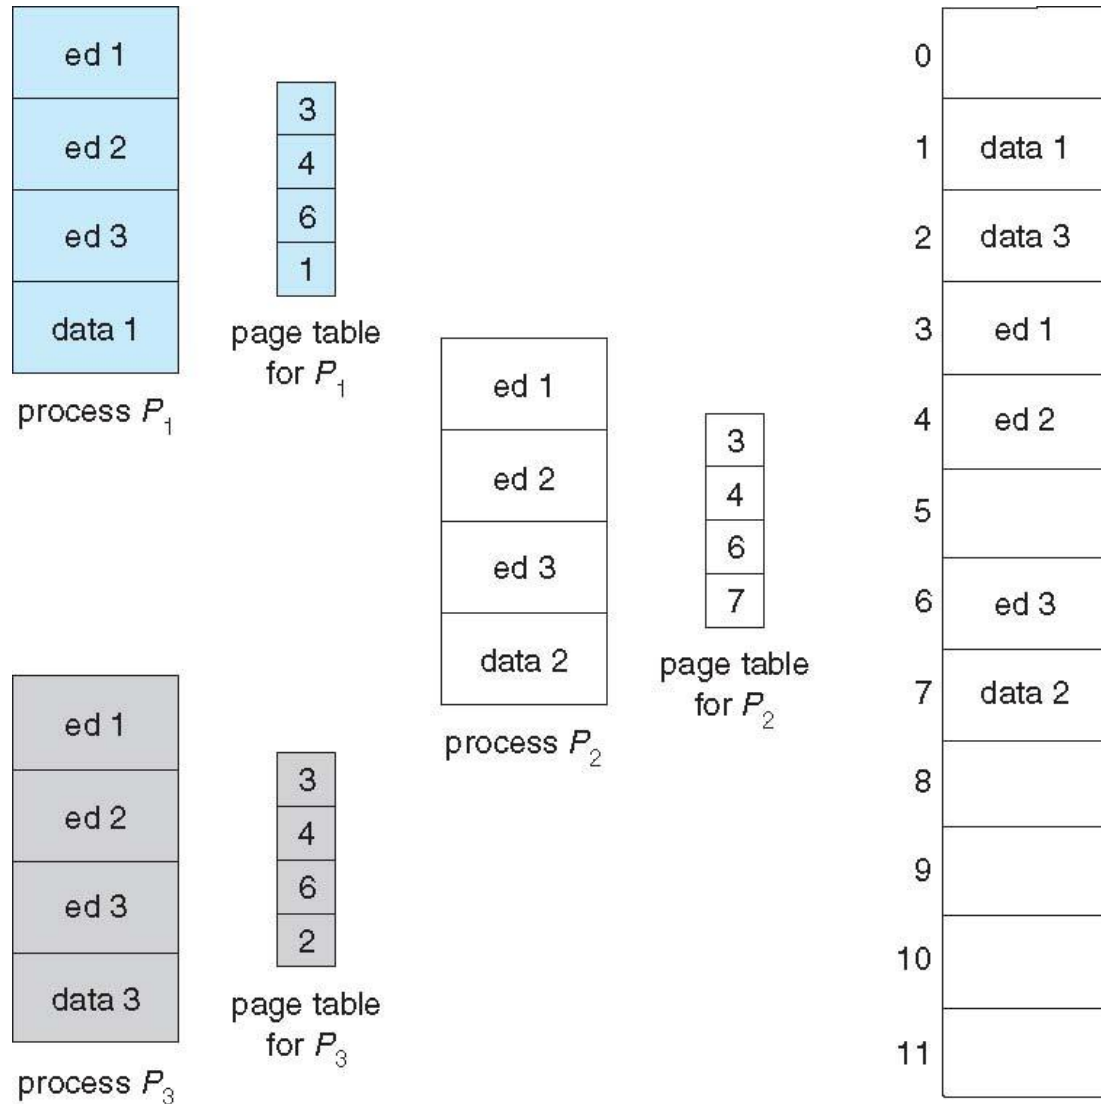 ed 1
ed 2
ed 3
data 1
process P₁
3
4
6
1
page table
for P₁
ed 1
ed 2
ed 3
data 2
process P₂
3
4
6
7
page table
for P₂
ed 1
ed 2
ed 3
data 3
process P₃
3
4
6
2
page table
for P₃
0
1 data 1
2 data 3
3 ed 1
4 ed 2
5
6 ed 3
7 data 2
8
9
10
11